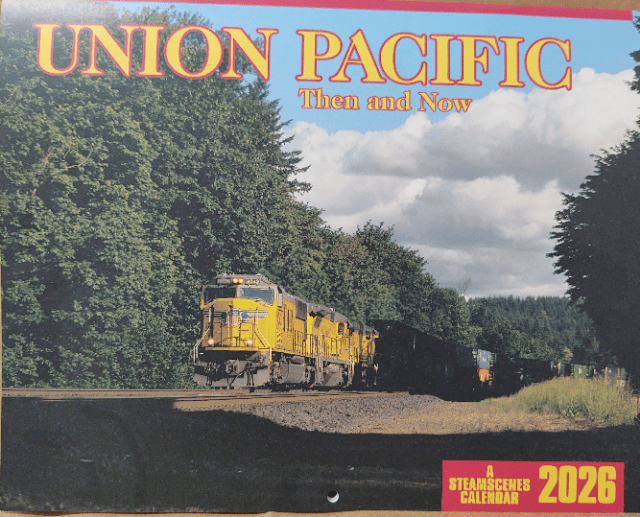 UNION PACIFIC
Then and Now
A
STEAMSCENES
CALENDAR
2026